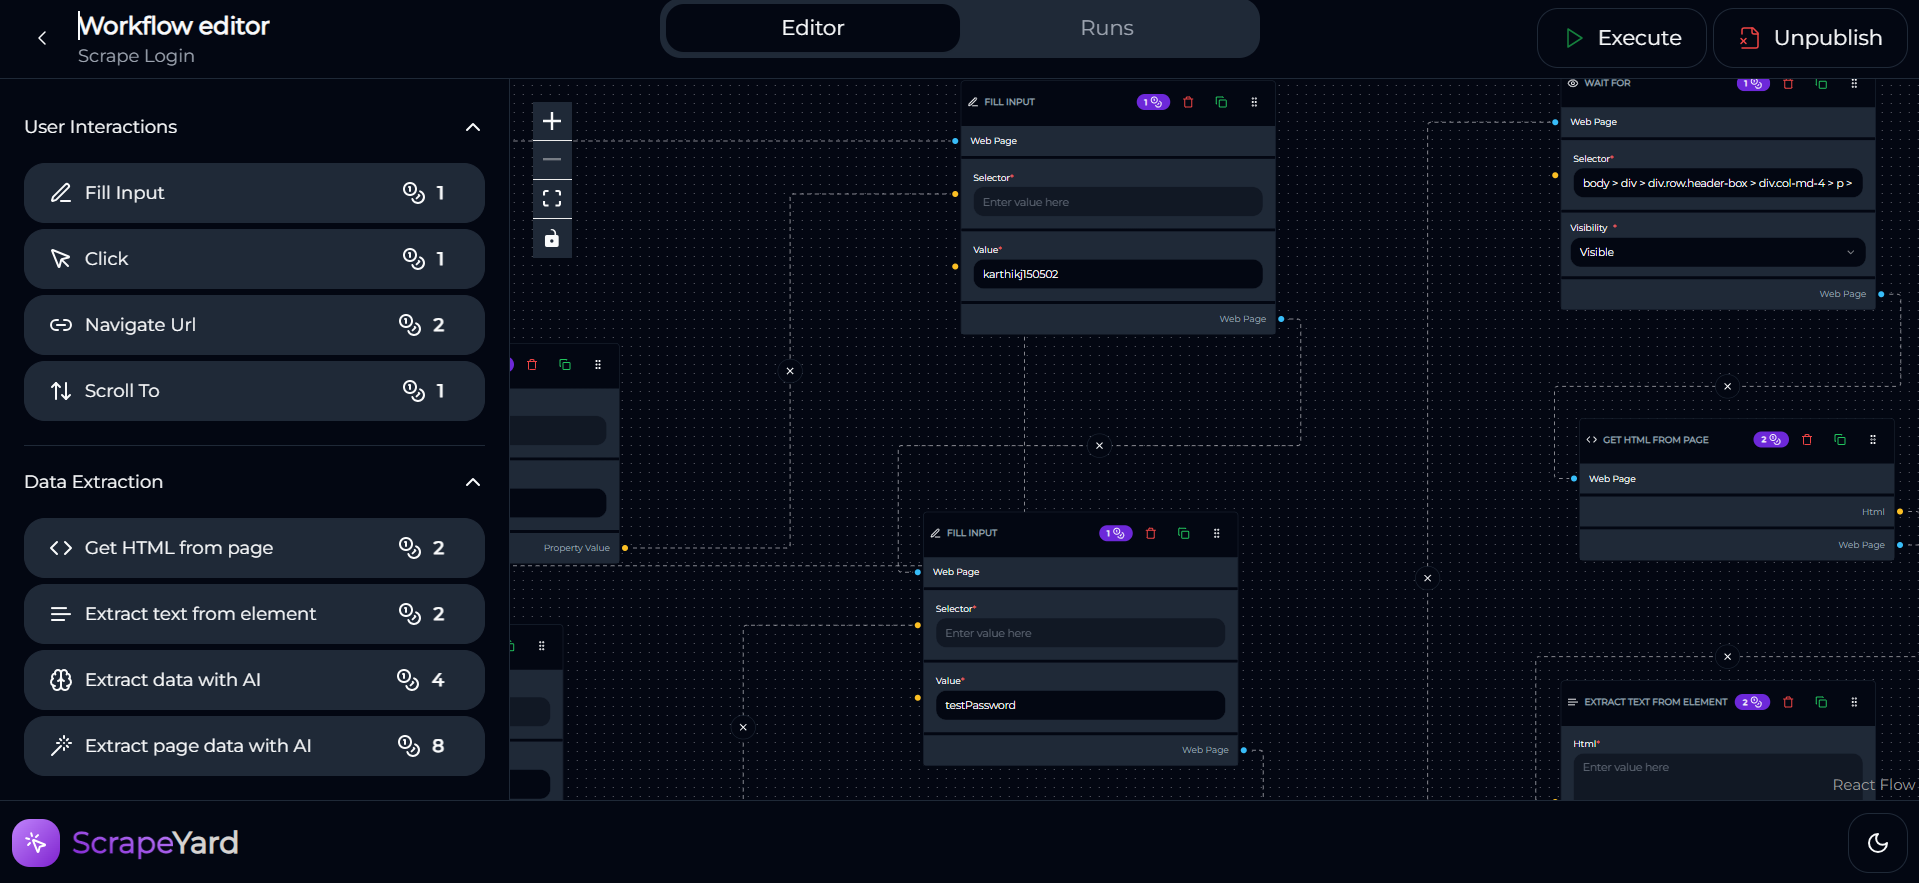 Workflow editor
Scrape Login
Editor
Runs
Execute
Unpublish
User Interactions
Fill Input 1
Click 1
Navigate Url 2
Scroll To 1
Data Extraction
Get HTML from page 2
Extract text from element 2
Extract data with AI 4
Extract page data with AI 8
Property Value
FILL INPUT 1
Web Page
Selector*
Enter value here
Value*
karthikj150502
Web Page
FILL INPUT 1
Web Page
Selector*
Enter value here
Value*
testPassword
Web Page
WAIT FOR 1
Web Page
Selector*
body > div > div.row.header-box > div.col-md-4 > p >
Visibility *
Visible
Web Page
GET HTML FROM PAGE 2
Web Page
Html
Web Page
EXTRACT TEXT FROM ELEMENT 2
Html*
Enter value here
React Flow
ScrapeYard